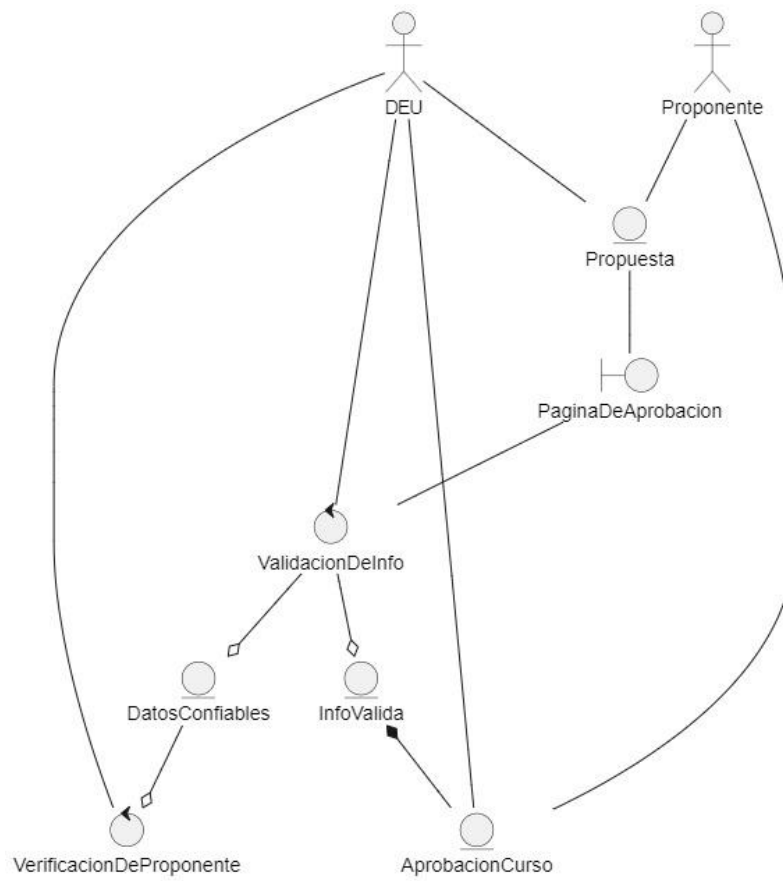 DEU
Proponente
Propuesta
PaginaDeAprobacion
ValidacionDeInfo
DatosConfiables
InfoValida
VerificacionDeProponente
AprobacionCurso